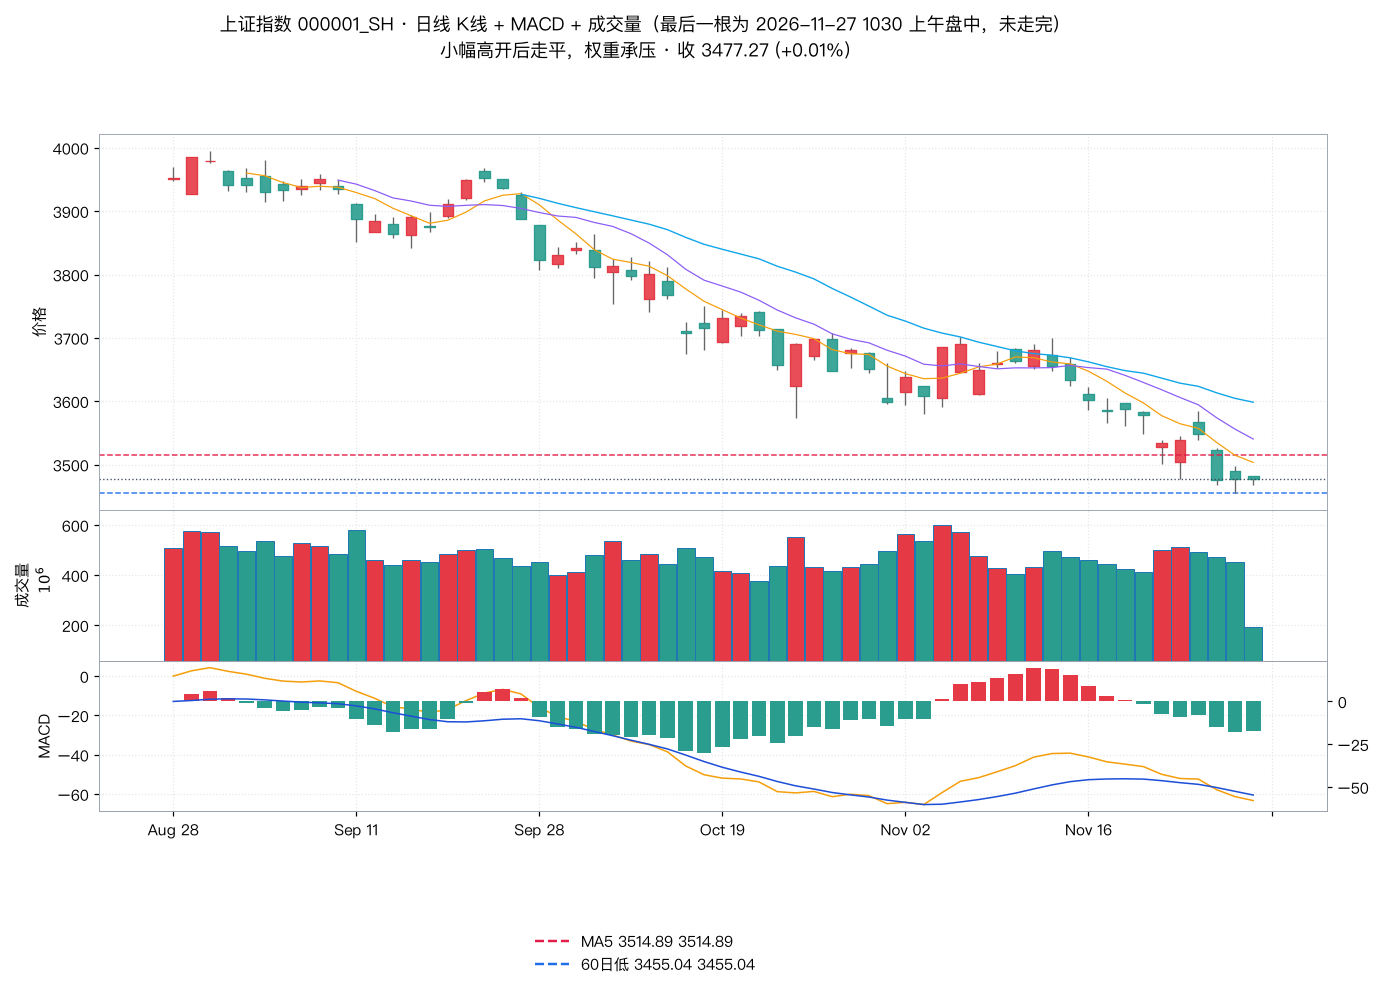 上证指数 000001_SH · 日线 K线 + MACD + 成交量（最后一根为 2026−11−27 1030 上午盘中，未走完）
小幅高开后走平，权重承压 · 收 3477.27 (+0.01%)
4000
3900
3800
3700
3600
3500
价格
600
400
200
成交量
10⁶
0
−20
−40
−60
MACD
0
−25
−50
Aug 28
Sep 11
Sep 28
Oct 19
Nov 02
Nov 16
MA5 3514.89 3514.89
60日低 3455.04 3455.04